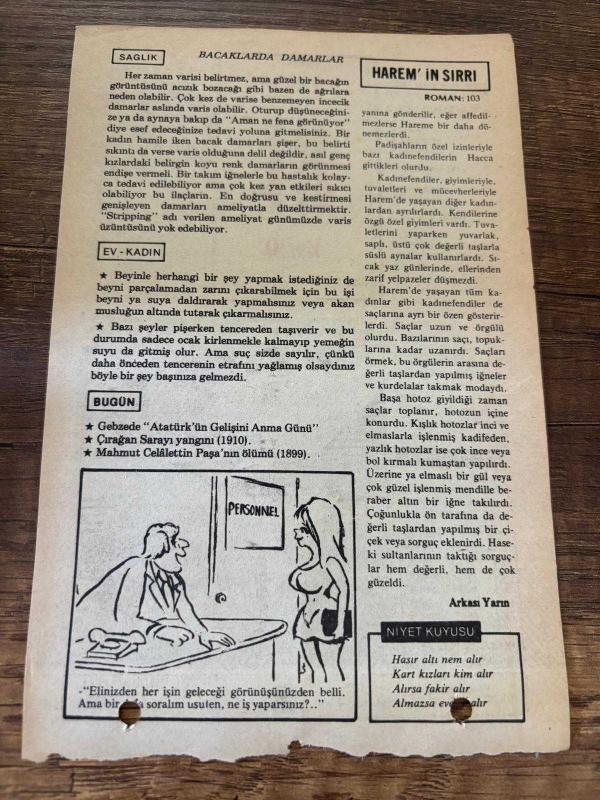 SAĞLIK
BACAKLARDA DAMARLAR
Her zaman varisi belirtmez, ama güzel bir bacağın
görüntüsünü acızık bozacağı gibi bazen de ağrılara
neden olabilir. Çok kez de varise benzemeyen incecik
damarlar aslında varis olabilir. Oturup düşüneceğini-
ze ya da aynaya bakıp da "Aman ne fena görünüyor"
diye esef edeceğinize tedavi yoluna gitmelisiniz. Bir
kadın hamile iken bacak damarları şişer, bu belirti
sıkıntı da verse varis olduğuna delil değildir, asıl genç
kızlardaki belirgin koyu renk damarların görünmesi
endişe vermeli. Bir takım iğnelerle bu hastalık kolay-
ca tedavi edilebiliyor ama çok kez yan etkileri sıkıcı
olabiliyor bu ilaçların. En doğrusu ve kestirmesi
genişleyen damarları ameliyatla düzelttirmektir.
"Stripping" adı verilen ameliyat günümüzde varis
üzüntüsünü yok edebiliyor.
EV - KADIN
★ Beyinle herhangi bir şey yapmak istediğiniz de
beyni parçalamadan zarını çıkarabilmek için bu işi
beyni ya suya daldırarak yapmalısınız veya akan
musluğun altında tutarak çıkarmalısınız.
★ Bazı şeyler pişerken tencereden taşıverir ve bu
durumda sadece ocak kirlenmekle kalmayıp yemeğin
suyu da gitmiş olur. Ama suç sizde sayılır, çünkü
daha önceden tencerenin etrafını yağlamış olsaydınız
böyle bir şey başınıza gelmezdi.
BUGÜN
★ Gebzede "Atatürk'ün Gelişini Anma Günü"
★ Çırağan Sarayı yangını (1910).
★ Mahmut Celâlettin Paşa'nın ölümü (1899).
PERSONNEL
-"Elinizden her işin geleceği görünüşünüzden belli.
Ama bir soralım usulen, ne iş yaparsınız?.."
HAREM' İN SIRRI
ROMAN: 103
yanına gönderilir, eğer affedil-
mezlerse Hareme bir daha dö-
nemezlerdi.
Padişahların özel izinleriyle
bazı kadınefendilerin Hacca
gittikleri olurdu.
Kadınefendiler, giyimleriyle,
tuvaletleri ve mücevherleriyle
Harem'de yaşayan diğer kadın-
lardan ayrılırlardı. Kendilerine
özgü özel giyimleri vardı. Tuva-
letlerini yaparken yuvarlak,
saplı, üstü çok değerli taşlarla
süslü aynalar kullanırlardı. Sı-
cak yaz günlerinde, ellerinden
zarif yelpazeler düşmezdi.
Harem'de yaşayan tüm ka-
dınlar gibi kadınefendiler de
saçlarına ayrı bir özen gösterir-
lerdi. Saçlar uzun ve örgülü
olurdu. Bazılarının saçı, topuk-
larına kadar uzanırdı. Saçları
örmek, bu örgülerin arasına de-
ğerli taşlardan yapılmış iğneler
ve kurdelalar takmak modaydı.
Başa hotoz giyildiği zaman
saçlar toplanır, hotozun içine
konurdu. Kışlık hotozlar inci ve
elmaslarla işlenmiş kadifeden,
yazlık hotozlar ise çok ince veya
bol kırmalı kumaştan yapılırdı.
Üzerine ya elmaslı bir gül veya
çok güzel işlenmiş mendille be-
raber altın bir iğne takılırdı.
Çoğunlukla ön tarafına da de-
ğerli taşlardan yapılmış bir çi-
çek veya sorguç eklenirdi. Hase-
ki sultanlarının taktığı sorguç-
lar hem değerli, hem de çok
güzeldi.
Arkası Yarın
NİYET KUYUSU
Hasır altı nem alır
Kart kızları kim alır
Alırsa fakir alır
Almazsa alır